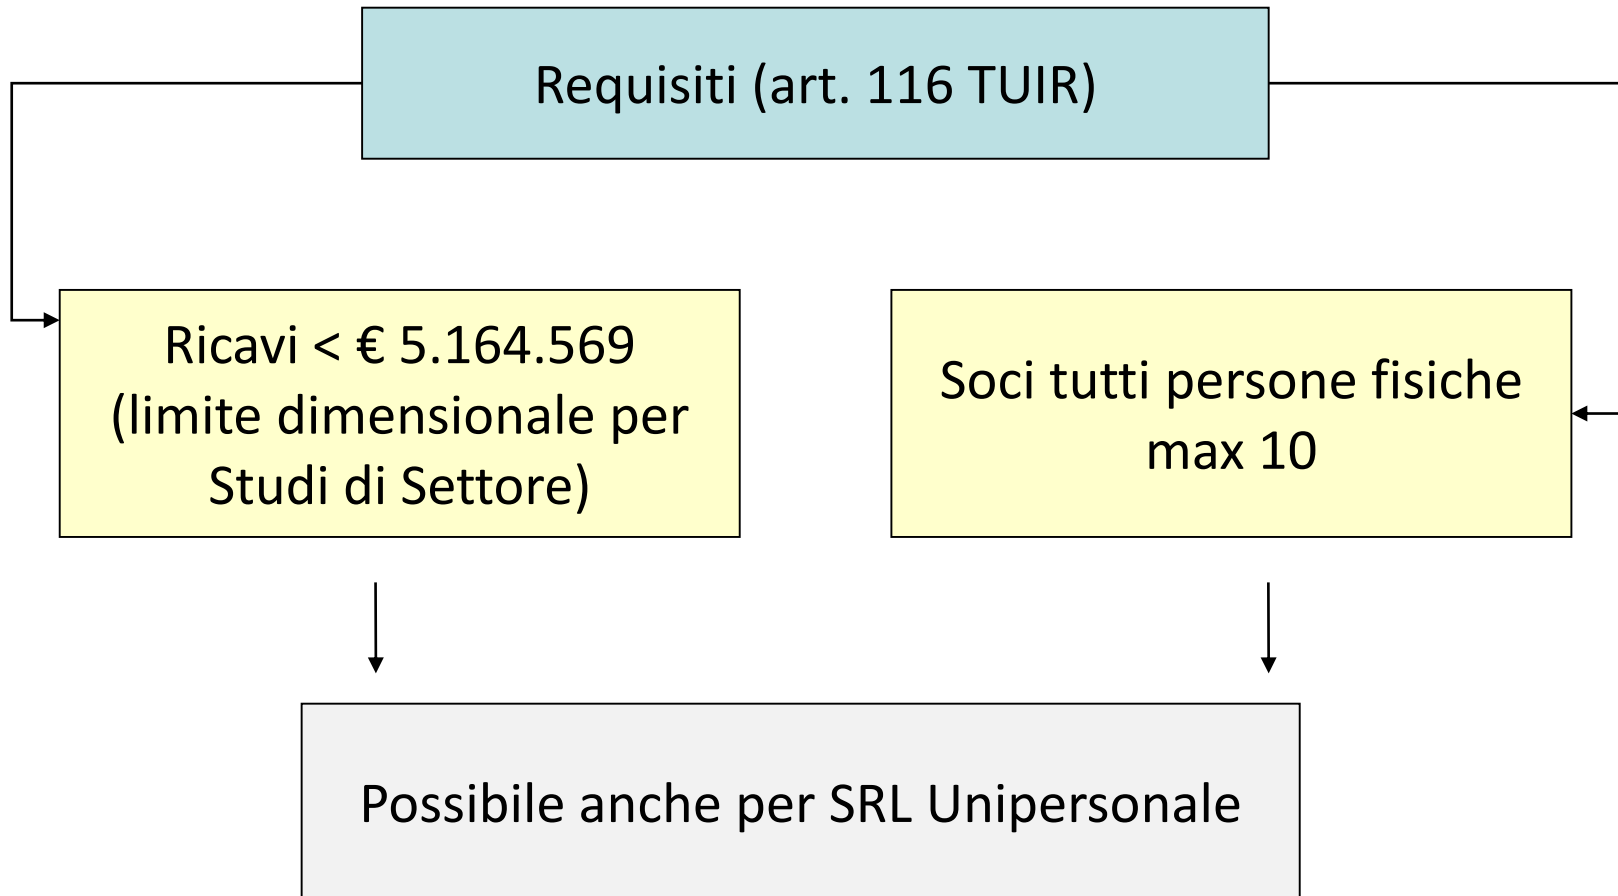 Requisiti (art. 116 TUIR)
Ricavi < € 5.164.569
(limite dimensionale per
Studi di Settore)
Soci tutti persone fisiche
max 10
Possibile anche per SRL Unipersonale